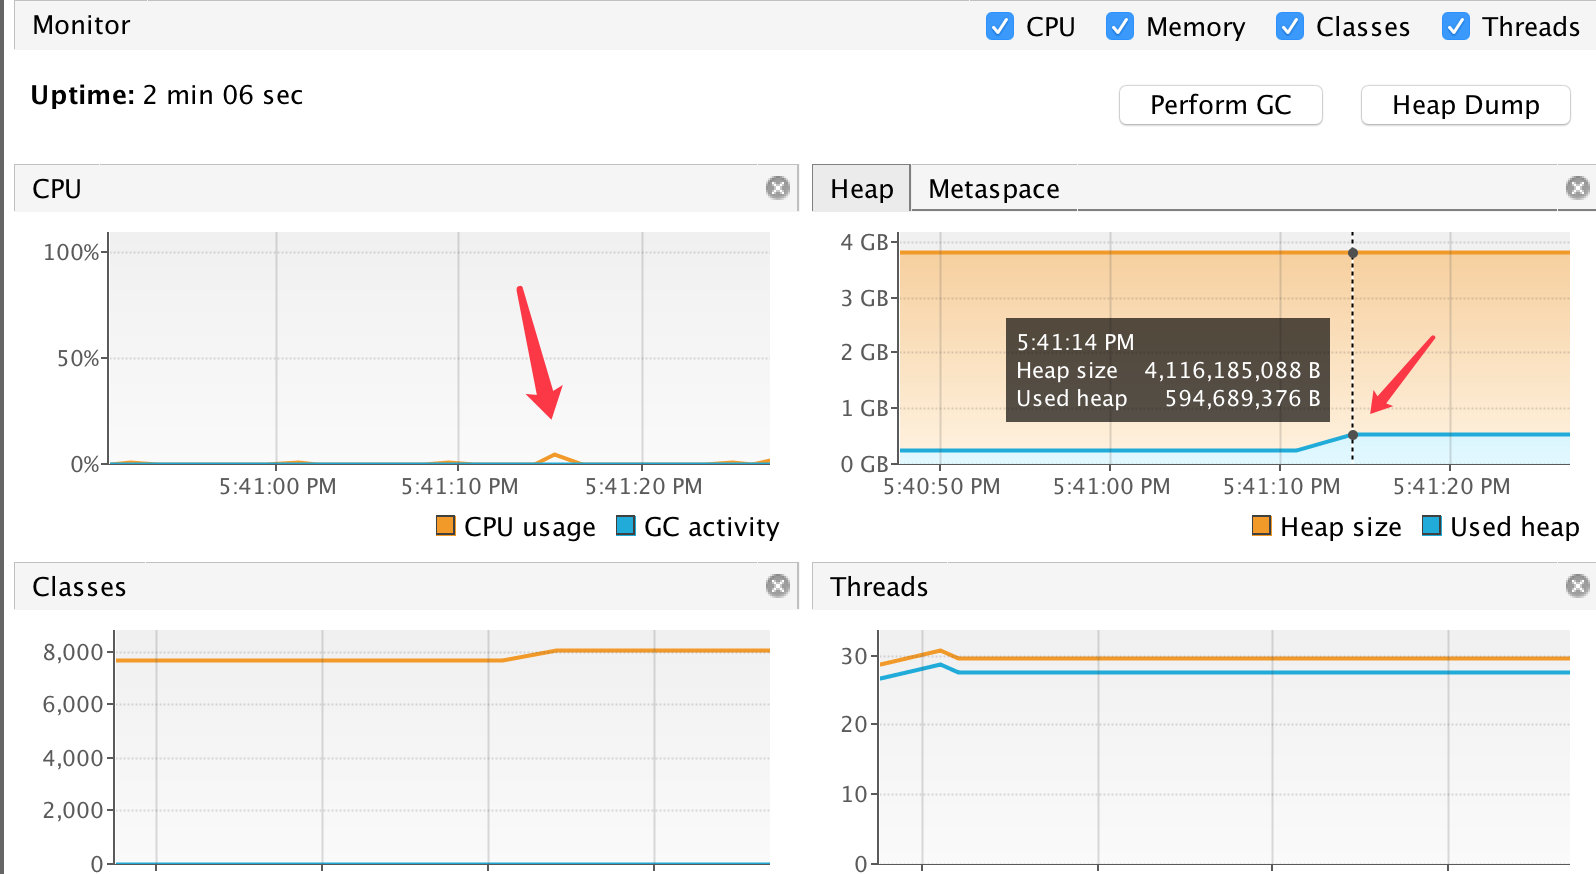 Monitor
CPU Memory Classes Threads
Uptime: 2 min 06 sec
Perform GC Heap Dump
CPU
100%
50%
0%
5:41:00 PM 5:41:10 PM 5:41:20 PM
CPU usage GC activity
Heap Metaspace
4 GB
3 GB
2 GB
1 GB
0 GB
5:41:14 PM
Heap size 4,116,185,088 B
Used heap 594,689,376 B
5:40:50 PM 5:41:00 PM 5:41:10 PM 5:41:20 PM
Heap size Used heap
Classes
8,000
6,000
4,000
2,000
0
Threads
30
20
10
0